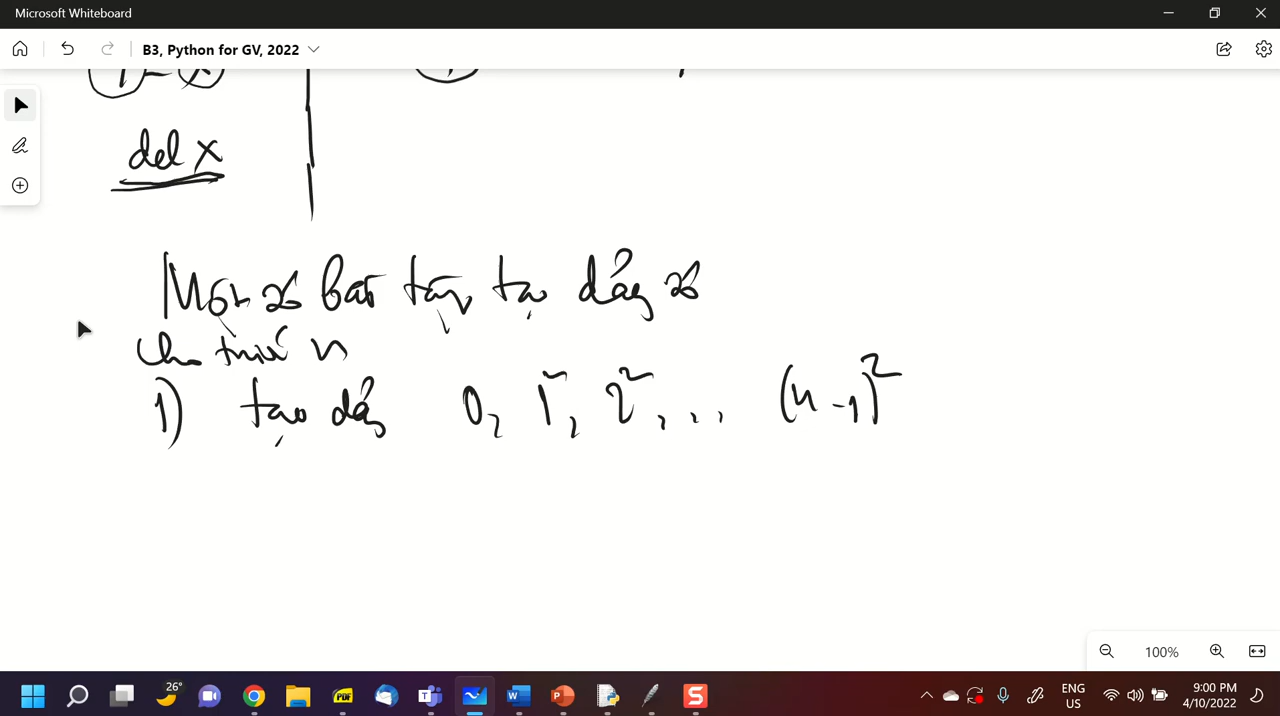 Microsoft Whiteboard
B3, Python for GV, 2022
del x
Một số bài tập tạo dãy số
Cho trước n
1) tạo dãy 0, 1², 2², ... (n-1)²
100%
26°
PDF
ENG
US
9:00 PM
4/10/2022